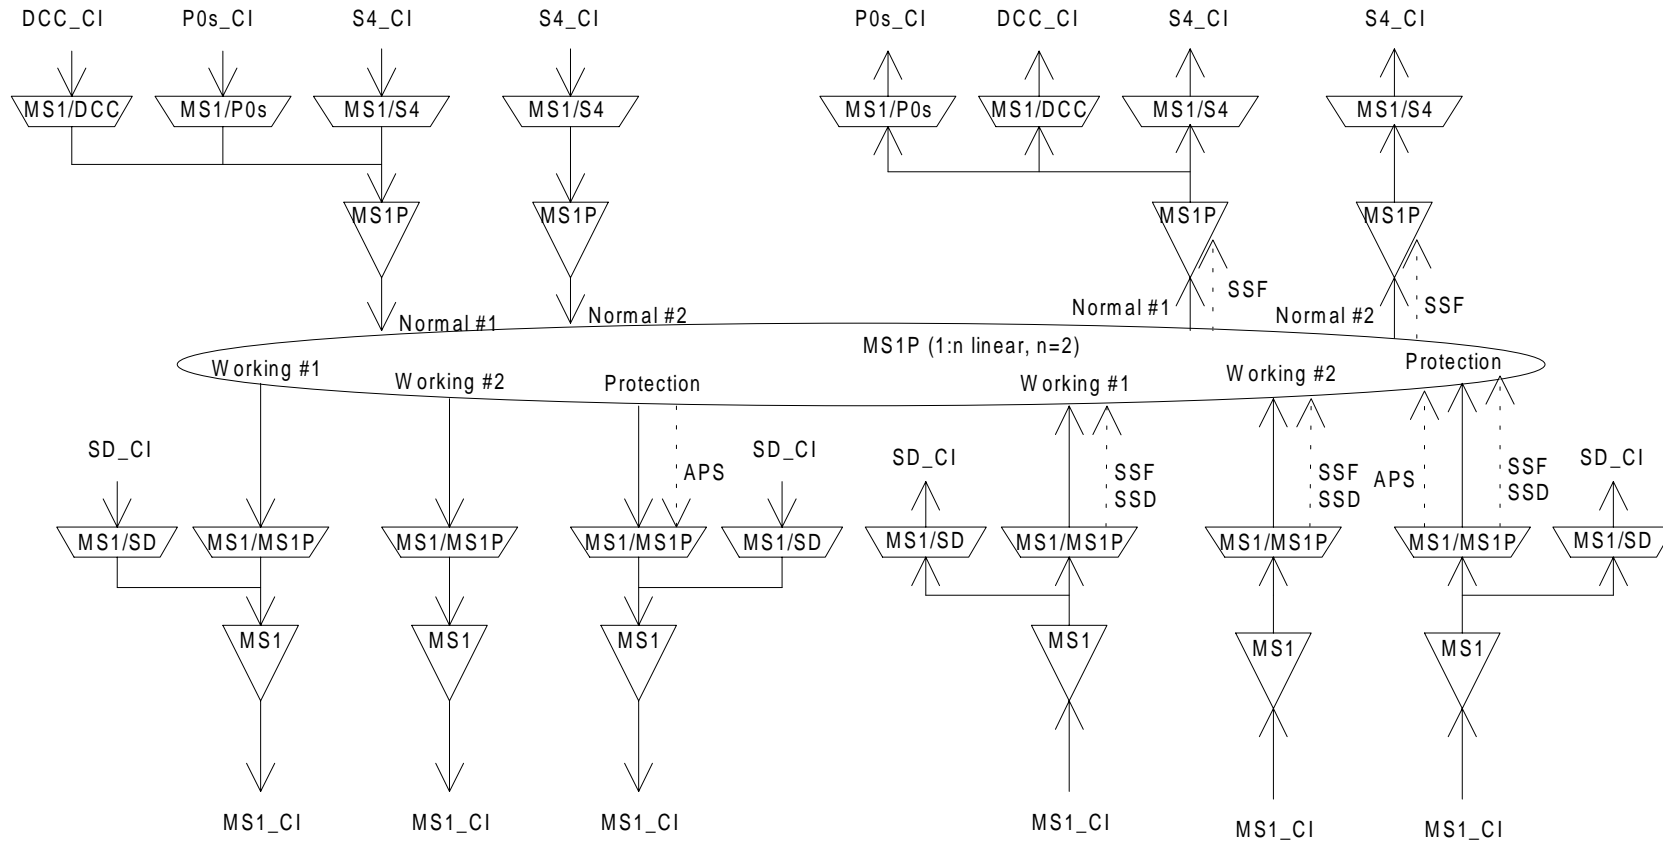 DCC_CI P0s_CI S4_CI S4_CI P0s_CI DCC_CI S4_CI S4_CI
MS1/DCC MS1/P0s MS1/S4 MS1/S4 MS1/P0s MS1/DCC MS1/S4 MS1/S4
MS1P MS1P MS1P MS1P
SSF SSF
Normal #1 Normal #2 Normal #1 Normal #2
MS1P (1:n linear, n=2)
Working #1 Working #2 Protection Working #1 Working #2 Protection
SD_CI APS SD_CI SD_CI SSF SSF APS SSF SD_CI
SSD SSD SSD
MS1/SD MS1/MS1P MS1/MS1P MS1/MS1P MS1/SD MS1/SD MS1/MS1P MS1/MS1P MS1/MS1P MS1/SD
MS1 MS1 MS1 MS1 MS1 MS1
MS1_CI MS1_CI MS1_CI MS1_CI MS1_CI MS1_CI